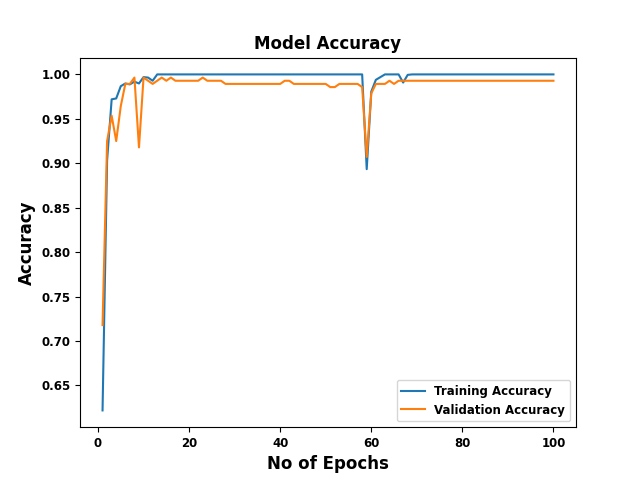 Model Accuracy
1.00
0.95
0.90
0.85
0.80
0.75
0.70
0.65
Accuracy
0 20 40 60 80 100
No of Epochs
Training Accuracy
Validation Accuracy